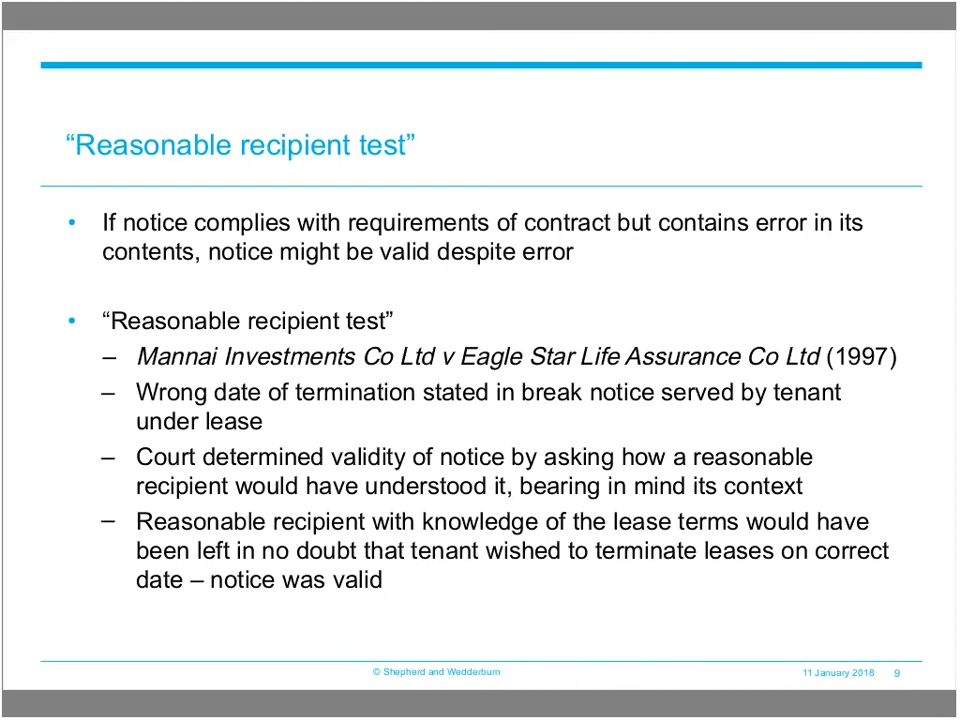 “Reasonable recipient test”
• If notice complies with requirements of contract but contains error in its
contents, notice might be valid despite error
• “Reasonable recipient test”
– Mannai Investments Co Ltd v Eagle Star Life Assurance Co Ltd (1997)
– Wrong date of termination stated in break notice served by tenant
under lease
– Court determined validity of notice by asking how a reasonable
recipient would have understood it, bearing in mind its context
– Reasonable recipient with knowledge of the lease terms would have
been left in no doubt that tenant wished to terminate leases on correct
date – notice was valid
© Shepherd and Wedderburn
11 January 2018 9